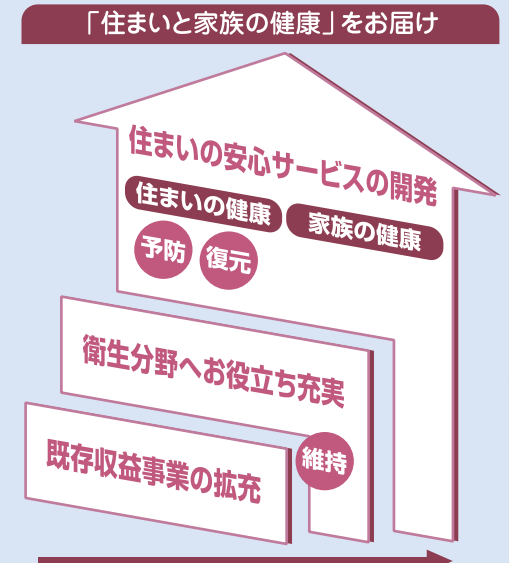 「住まいと家族の健康」をお届け
住まいの安心サービスの開発
住まいの健康
家族の健康
予防
復元
衛生分野へお役立ち充実
維持
既存収益事業の拡充